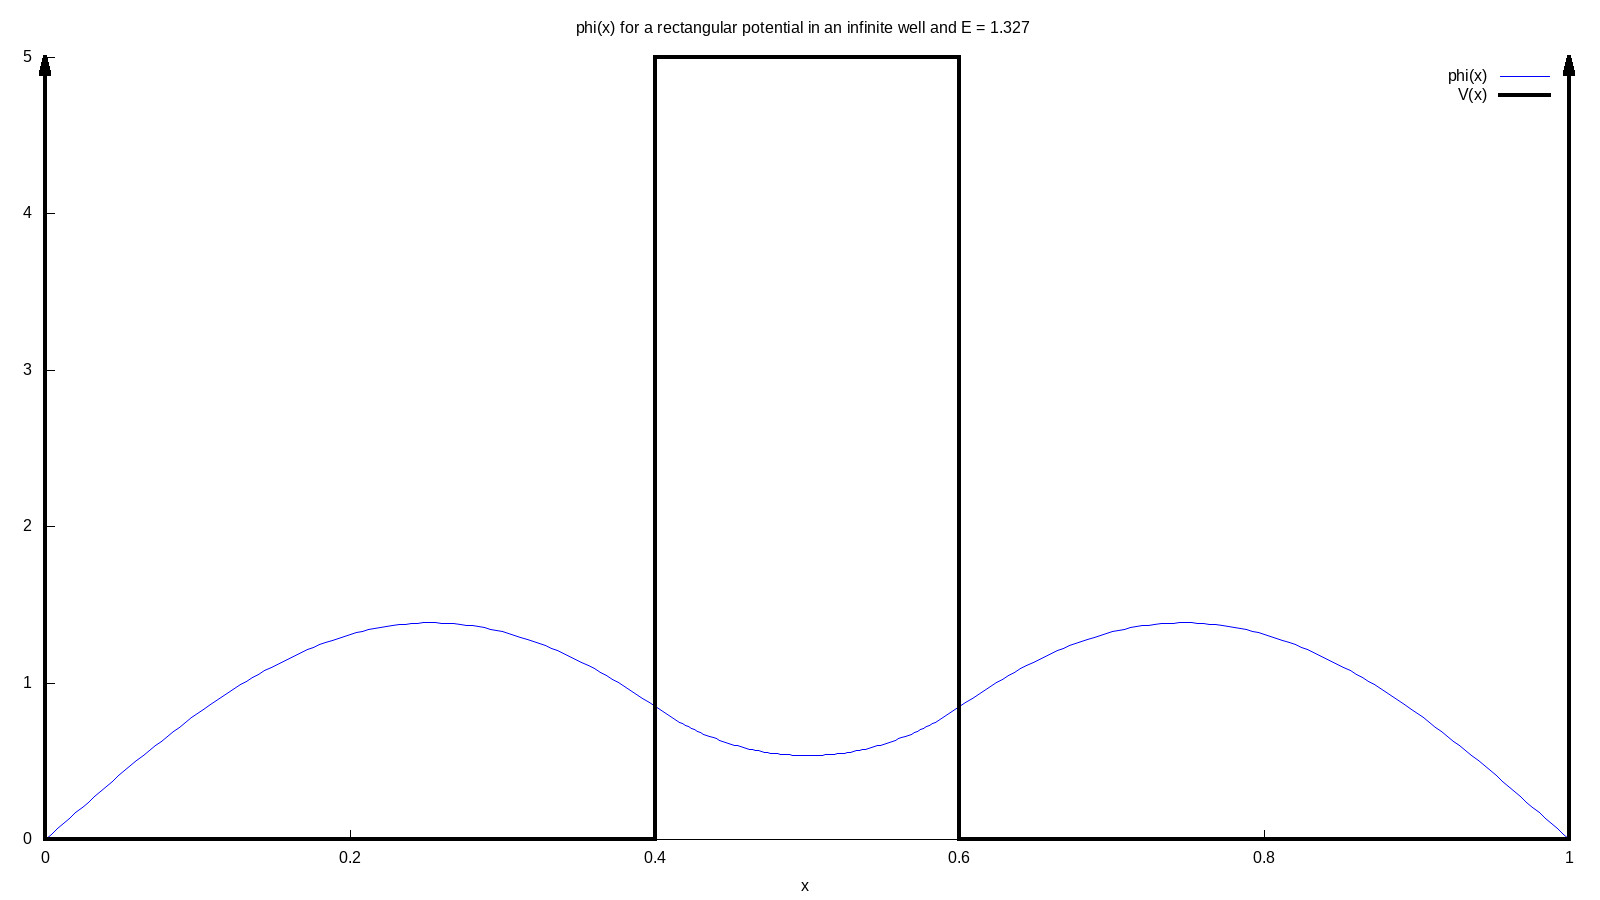 phi(x) for a rectangular potential in an infinite well and E = 1.327
phi(x)
V(x)
5
4
3
2
1
0
0 0.2 0.4 0.6 0.8 1
x